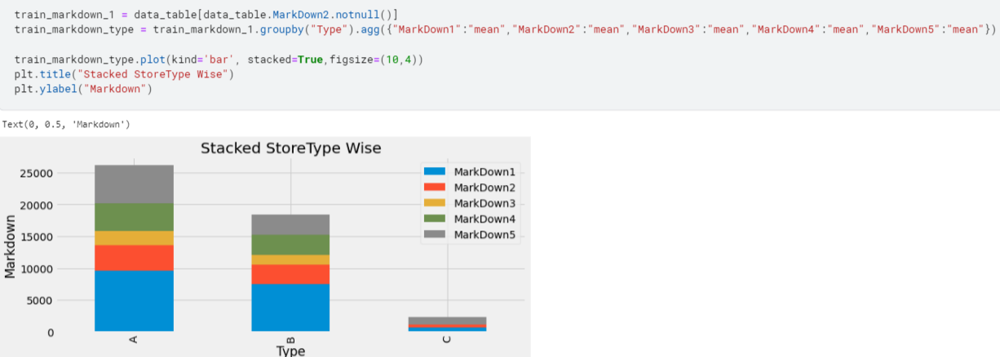 train_markdown_1 = data_table[data_table.MarkDown2.notnull()]
train_markdown_type = train_markdown_1.groupby("Type").agg({"MarkDown1":"mean","MarkDown2":"mean","MarkDown3":"mean","MarkDown4":"mean","MarkDown5":"mean"})
train_markdown_type.plot(kind='bar', stacked=True,figsize=(10,4))
plt.title("Stacked StoreType Wise")
plt.ylabel("Markdown")
Text(0, 0.5, 'Markdown')
Stacked StoreType Wise
25000
20000
15000
10000
5000
0
Markdown
MarkDown1
MarkDown2
MarkDown3
MarkDown4
MarkDown5
A
B
C
Type